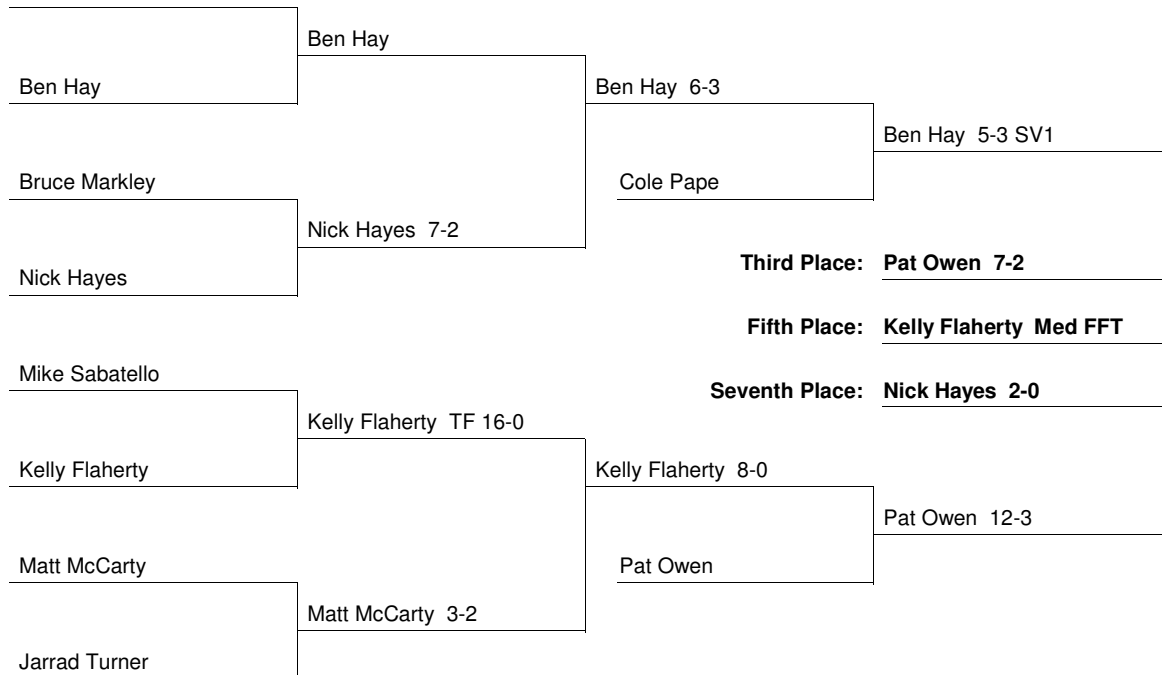 Ben Hay
Ben Hay
Ben Hay 6-3
Ben Hay 5-3 SV1
Bruce Markley
Cole Pape
Nick Hayes 7-2
Third Place: Pat Owen 7-2
Nick Hayes
Fifth Place: Kelly Flaherty Med FFT
Mike Sabatello
Seventh Place: Nick Hayes 2-0
Kelly Flaherty TF 16-0
Kelly Flaherty
Kelly Flaherty 8-0
Pat Owen 12-3
Matt McCarty
Pat Owen
Matt McCarty 3-2
Jarrad Turner